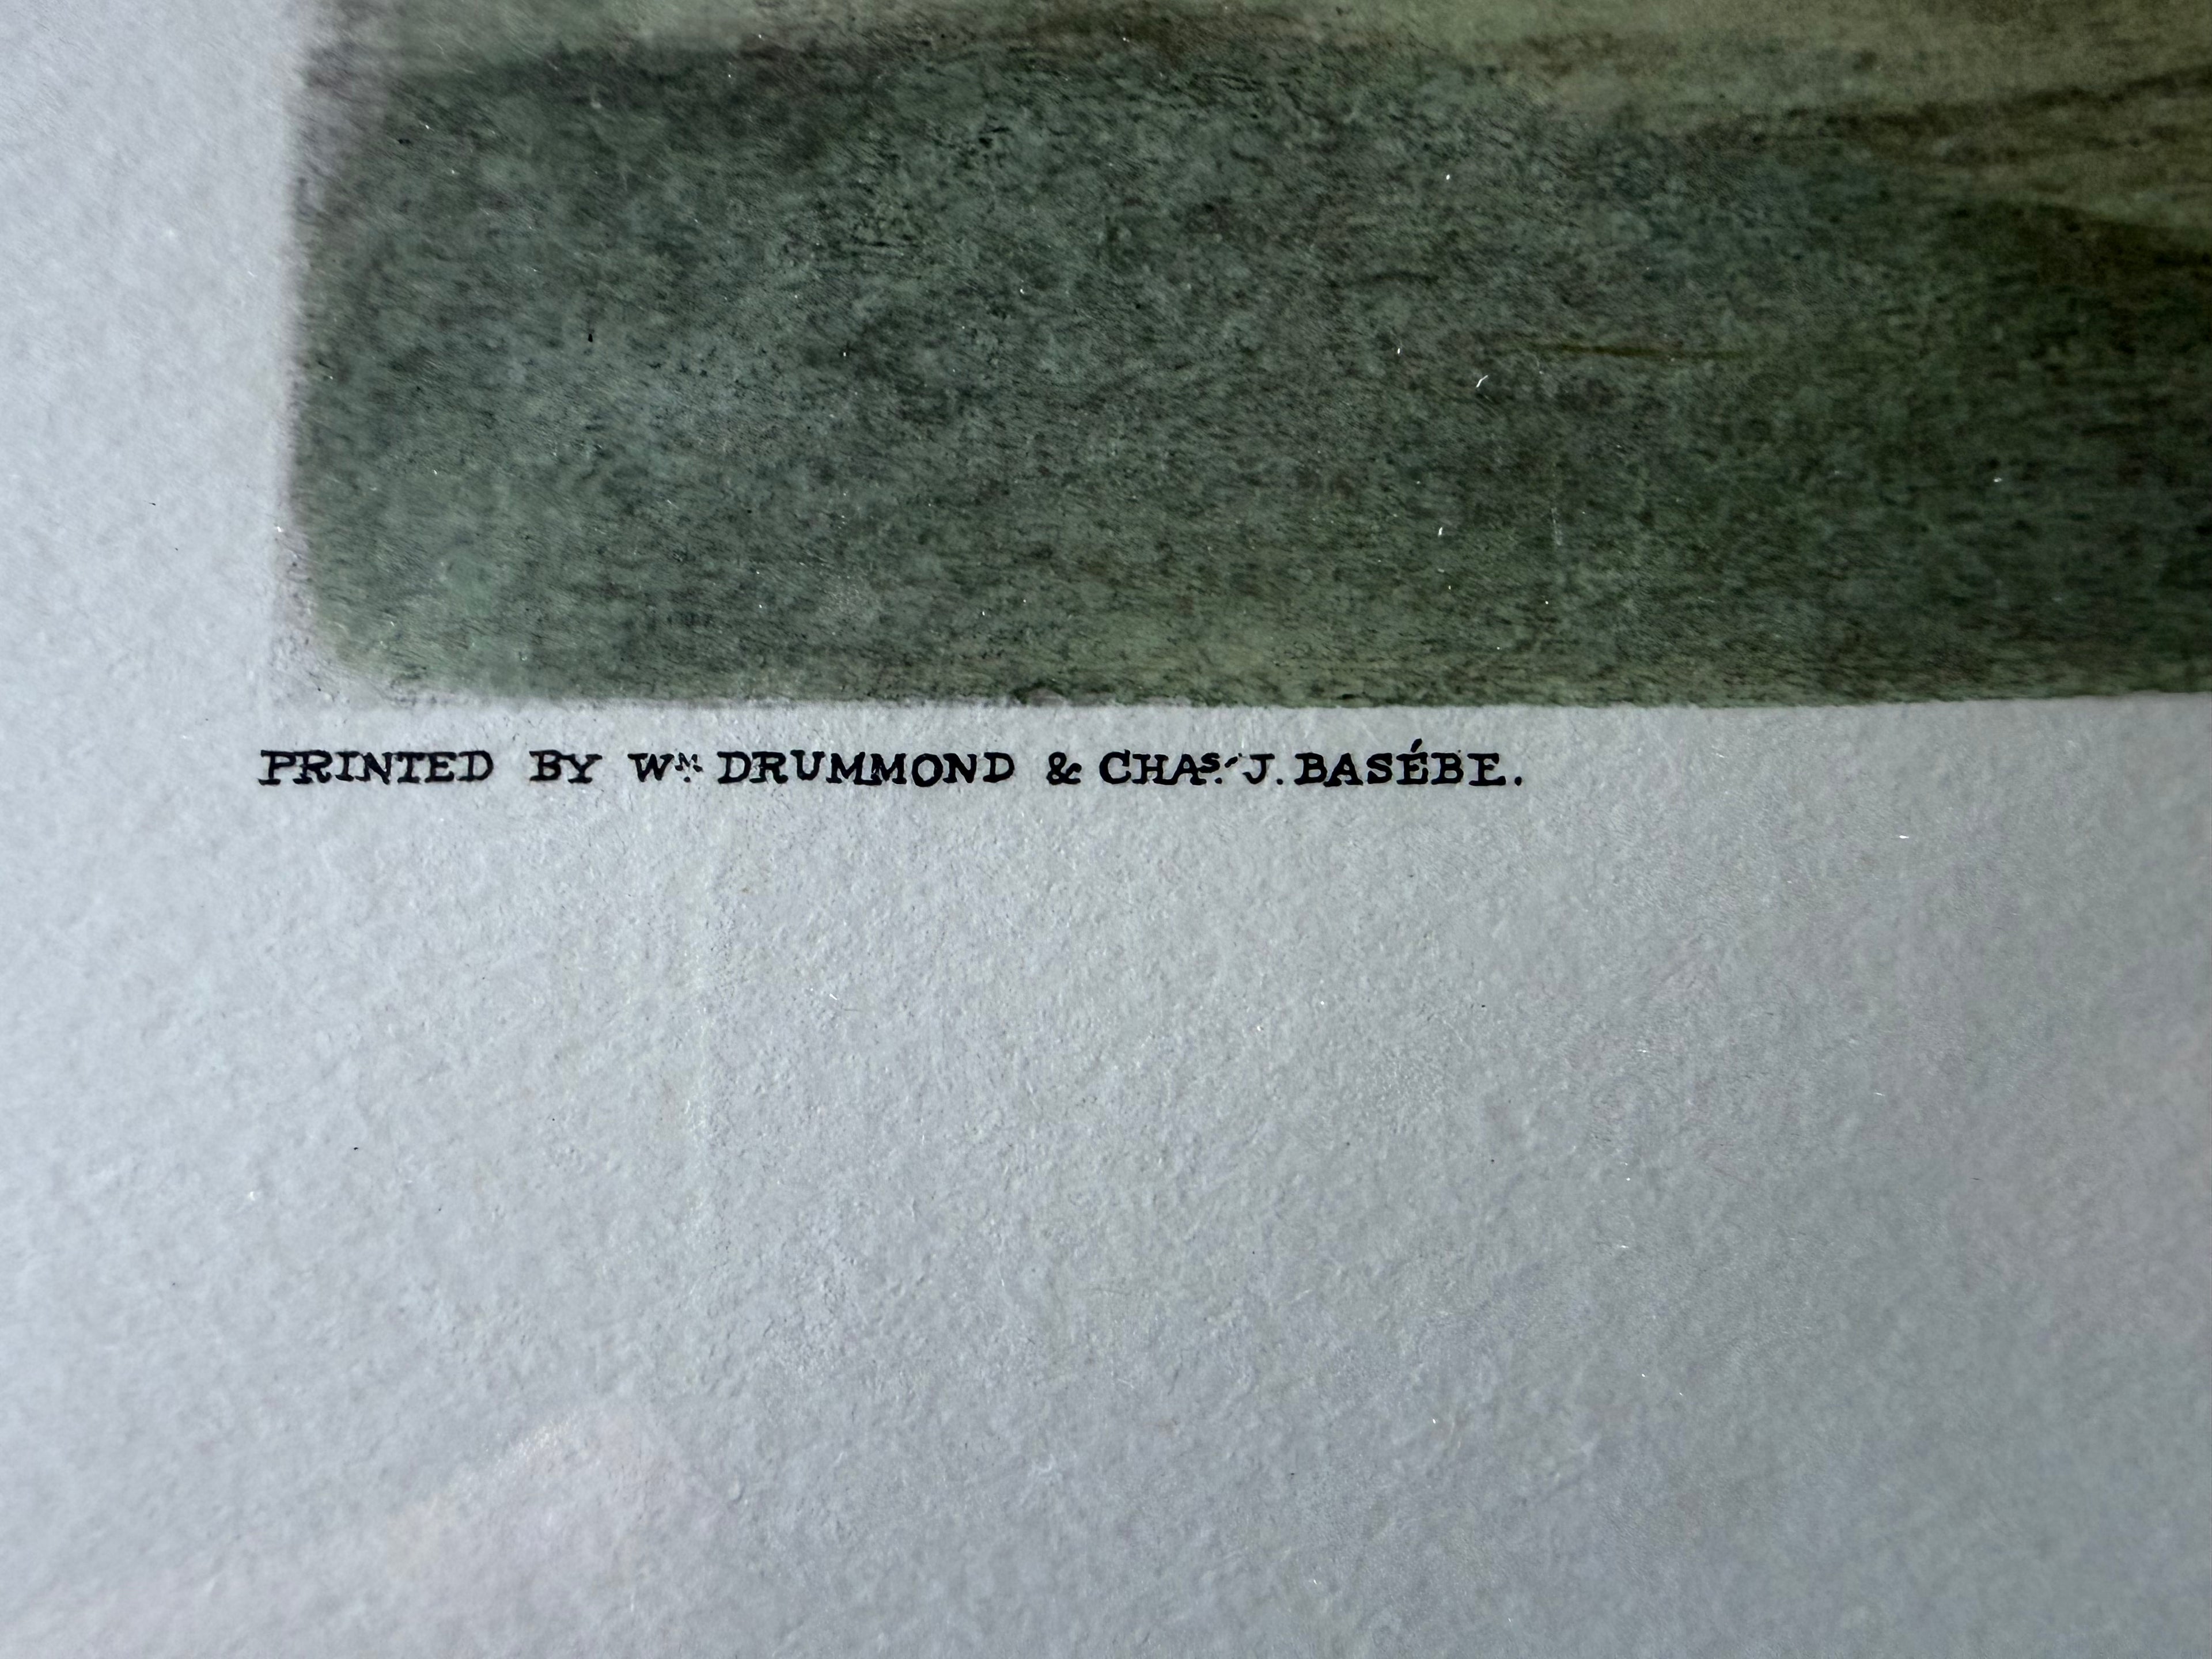 PRINTED BY Wᴹ DRUMMOND & CHAˢ. J. BASÉBE.